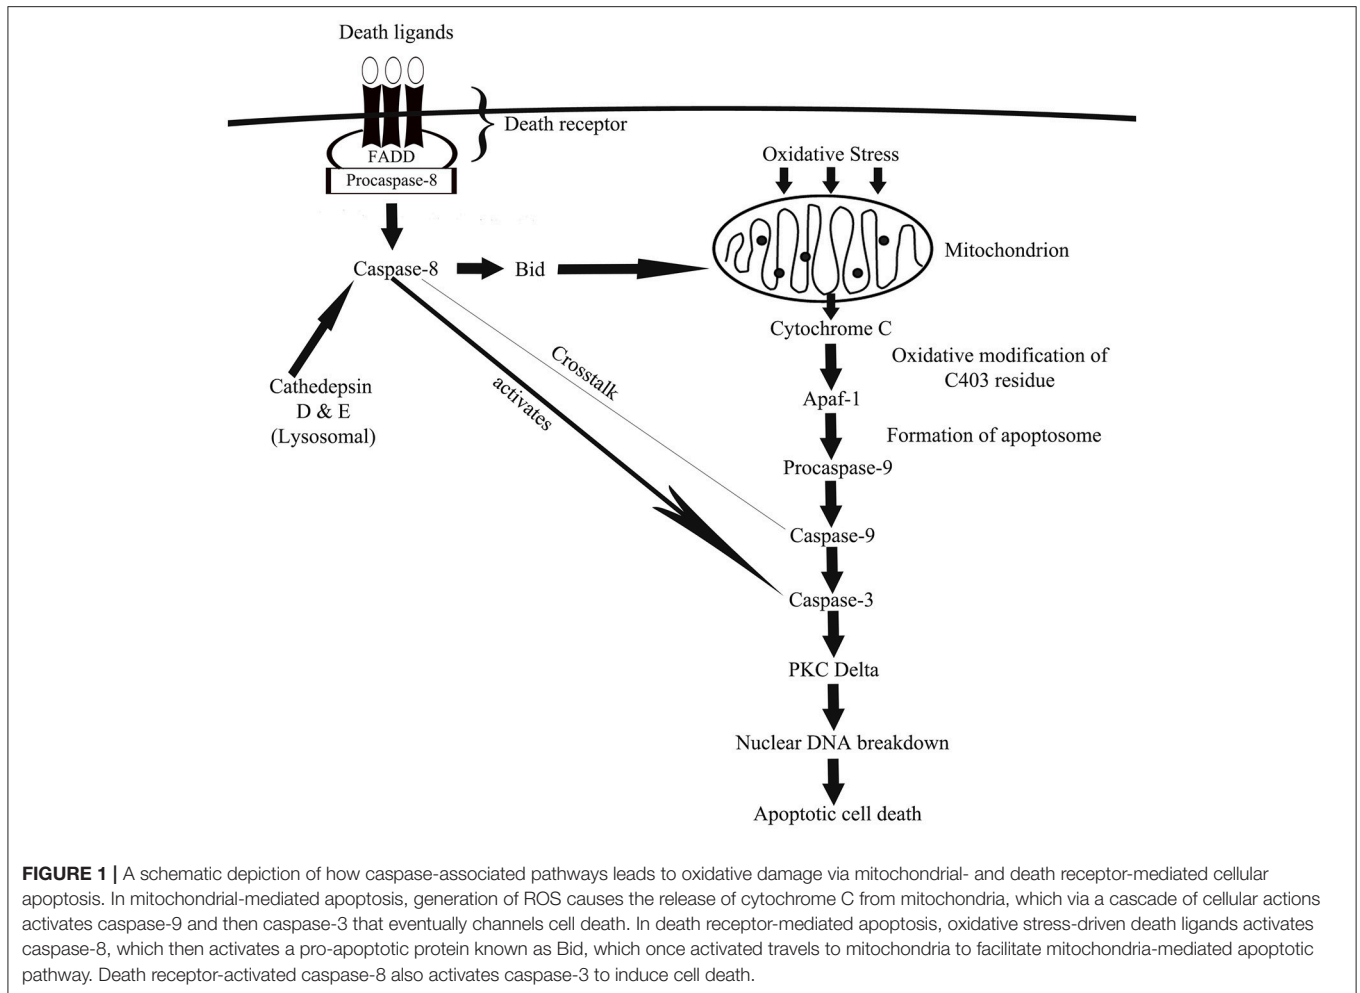 Death ligands
Death receptor
FADD
Procaspase-8
Oxidative Stress
Mitochondrion
Caspase-8
Bid
Cytochrome C
Oxidative modification of
C403 residue
Crosstalk
activates
Cathedepsin
D & E
(Lysosomal)
Apaf-1
Formation of apoptosome
Procaspase-9
Caspase-9
Caspase-3
PKC Delta
Nuclear DNA breakdown
Apoptotic cell death
FIGURE 1 | A schematic depiction of how caspase-associated pathways leads to oxidative damage via mitochondrial- and death receptor-mediated cellular
apoptosis. In mitochondrial-mediated apoptosis, generation of ROS causes the release of cytochrome C from mitochondria, which via a cascade of cellular actions
activates caspase-9 and then caspase-3 that eventually channels cell death. In death receptor-mediated apoptosis, oxidative stress-driven death ligands activates
caspase-8, which then activates a pro-apoptotic protein known as Bid, which once activated travels to mitochondria to facilitate mitochondria-mediated apoptotic
pathway. Death receptor-activated caspase-8 also activates caspase-3 to induce cell death.